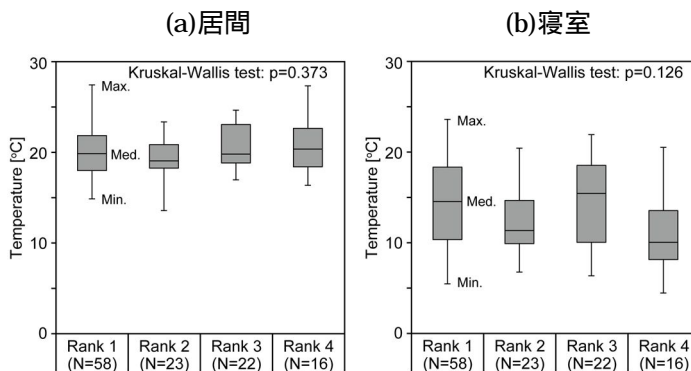 (a)居間
Kruskal-Wallis test: p=0.373
Temperature [℃]
30
20
10
0
Max.
Med.
Min.
Rank 1 Rank 2 Rank 3 Rank 4
(N=58) (N=23) (N=22) (N=16)
(b)寝室
Kruskal-Wallis test: p=0.126
Temperature [℃]
30
20
10
0
Max.
Med.
Min.
Rank 1 Rank 2 Rank 3 Rank 4
(N=58) (N=23) (N=22) (N=16)